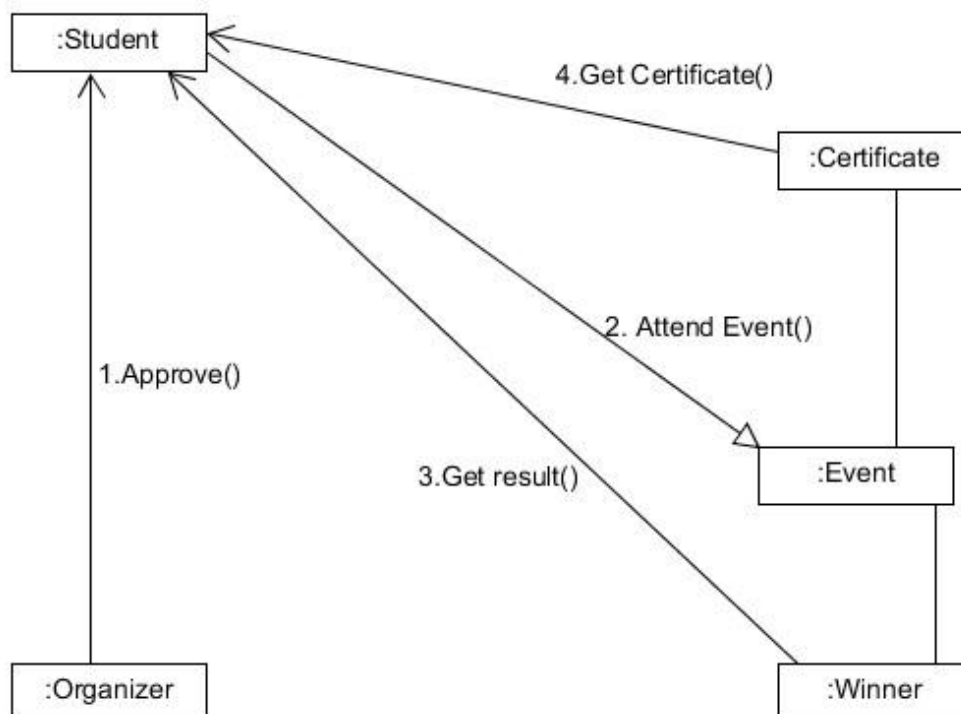 :Student
4.Get Certificate()
:Certificate
2. Attend Event()
1.Approve()
:Event
3.Get result()
:Organizer
:Winner